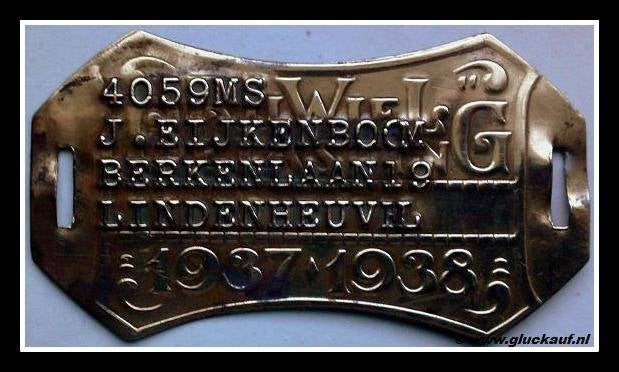 4059MS
J.EIJKENBOOM
BERKENLAAN19
LINDENHEUVEL
1937 1938
www.gluckauf.nl